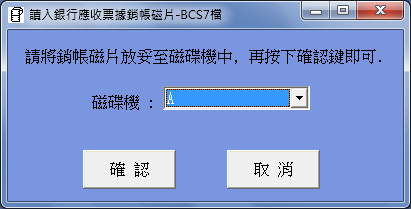 讀入銀行應收票據銷帳磁片-BCS7檔
請將銷帳磁片放妥至磁碟機中，再按下確認鍵即可.
磁碟機 : A
確 認
取 消